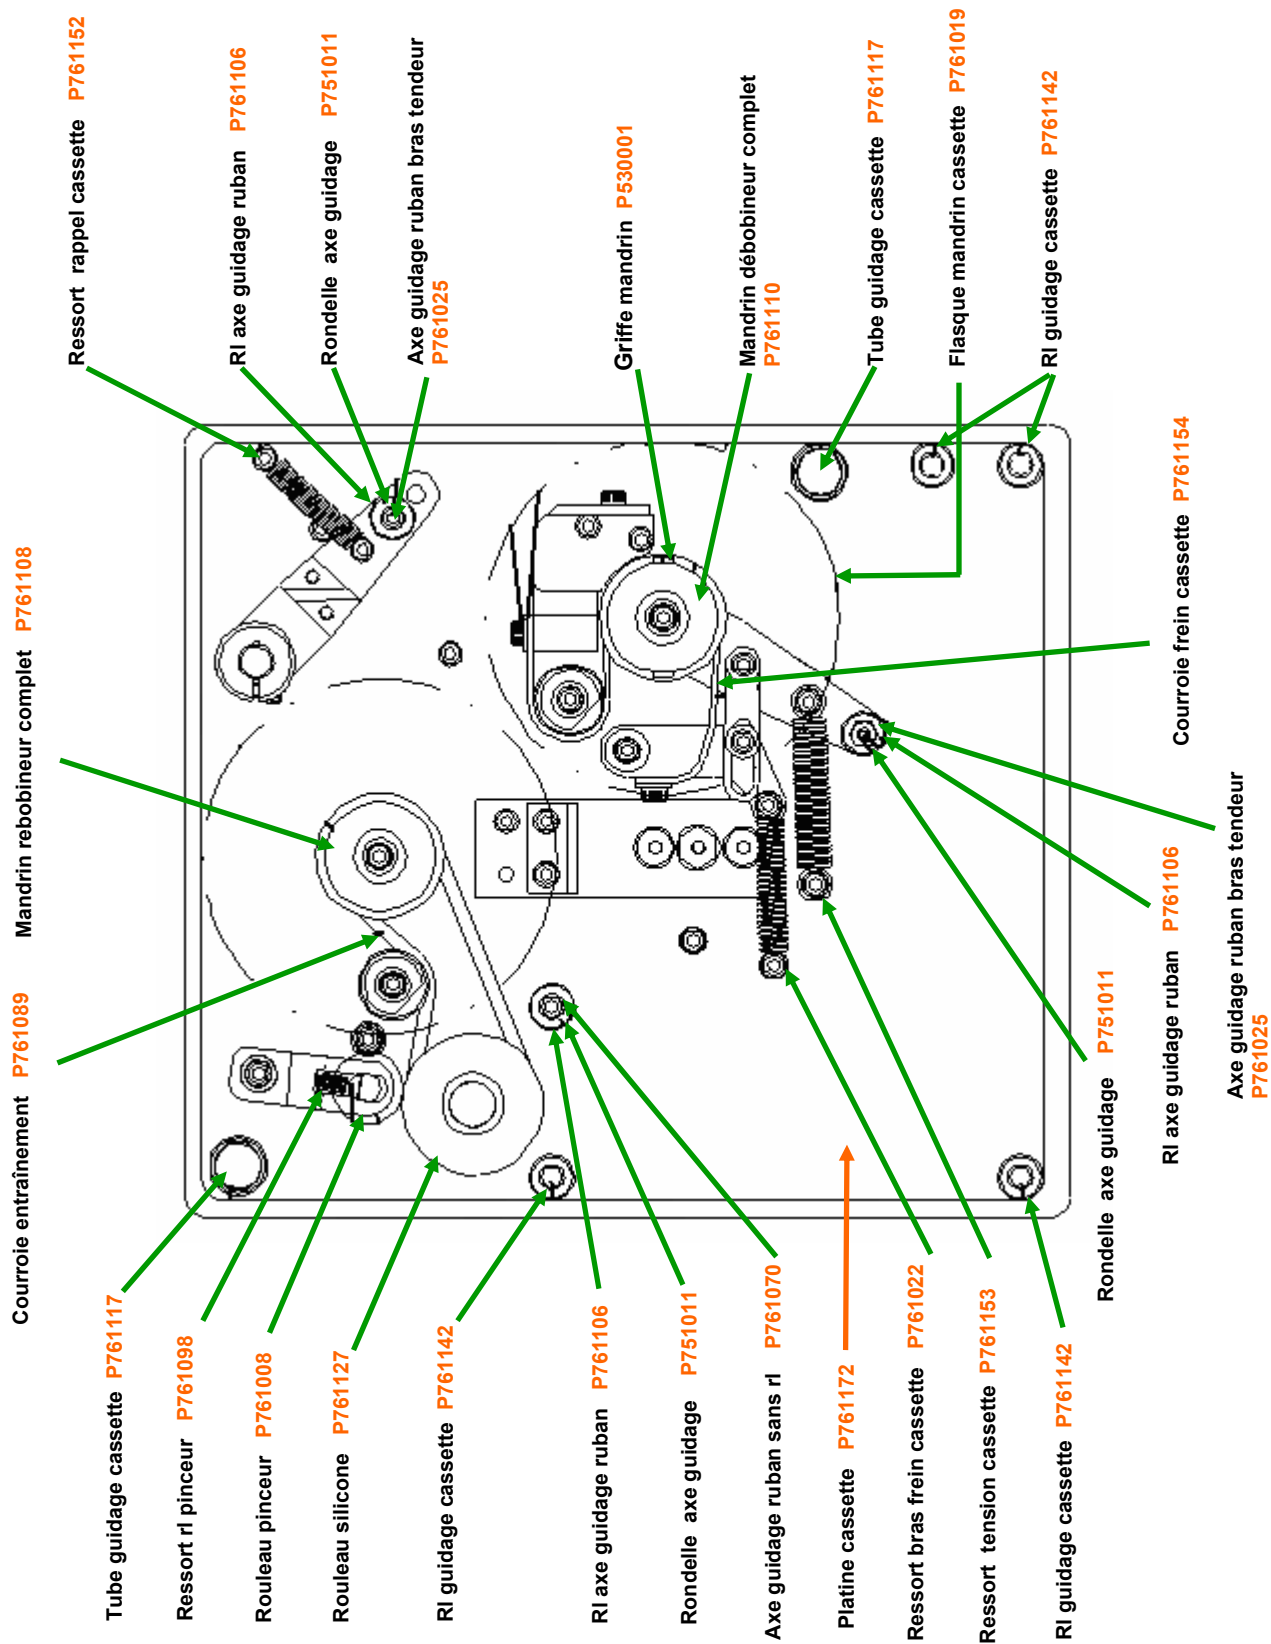 Courroie entraînement P761089
Mandrin rebobineur complet P761108
Tube guidage cassette P761117
Ressort rl pinceur P761098
Rouleau pinceur P761008
Rouleau silicone P761127
Rl guidage cassette P761142
Rl axe guidage ruban P761106
Rondelle axe guidage P751011
Axe guidage ruban sans rl P761070
Platine cassette P761172
Ressort bras frein cassette P761022
Ressort tension cassette P761153
Rl guidage cassette P761142
Ressort rappel cassette P761152
Rl axe guidage ruban P761106
Rondelle axe guidage P751011
Axe guidage ruban bras tendeur
P761025
Griffe mandrin P530001
Mandrin débobineur complet
P761110
Tube guidage cassette P761117
Flasque mandrin cassette P761019
Rl guidage cassette P761142
Rondelle axe guidage P751011
Rl axe guidage ruban P761106
Axe guidage ruban bras tendeur
P761025
Courroie frein cassette P761154